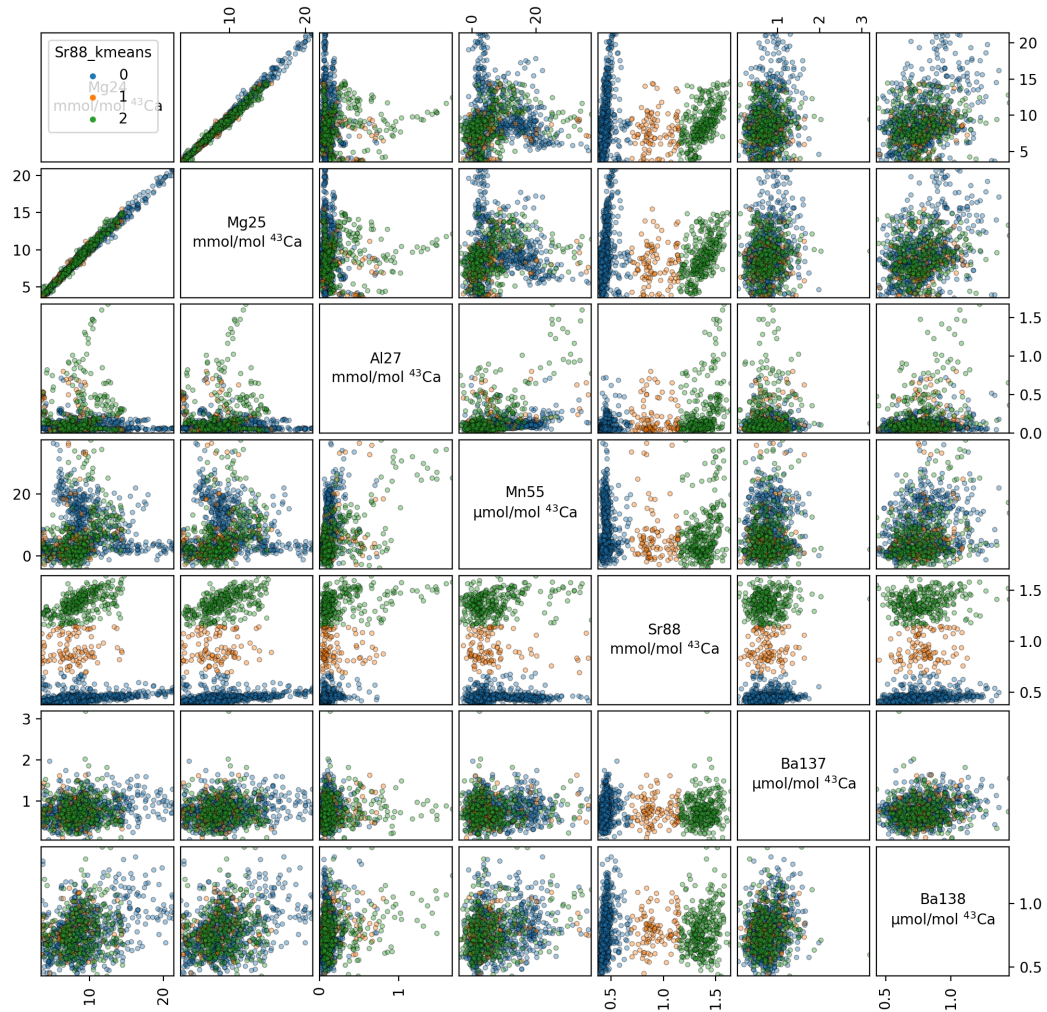 10 20
0 20
1 2 3
Sr88_kmeans
0
1
2
Mg24
mmol/mol ⁴³Ca
20
15
10
5
20
15
10
5
Mg25
mmol/mol ⁴³Ca
Al27
mmol/mol ⁴³Ca
1.5
1.0
0.5
0.0
20
0
Mn55
µmol/mol ⁴³Ca
Sr88
mmol/mol ⁴³Ca
1.5
1.0
0.5
3
2
1
Ba137
µmol/mol ⁴³Ca
Ba138
µmol/mol ⁴³Ca
1.0
0.5
10 20
0 1
0.5 1.0 1.5
0.5 1.0